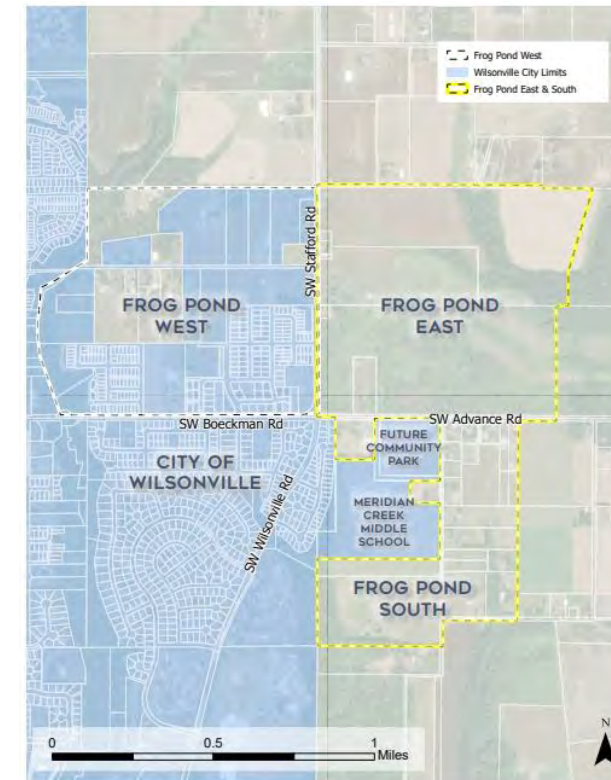 Frog Pond West
Wilsonville City Limits
Frog Pond East & South
SW Stafford Rd
FROG POND
WEST
FROG POND
EAST
SW Boeckman Rd
SW Advance Rd
FUTURE
COMMUNITY
PARK
CITY OF
WILSONVILLE
SW Wilsonville Rd
MERIDIAN
CREEK
MIDDLE
SCHOOL
FROG POND
SOUTH
N
0 0.5 1
Miles